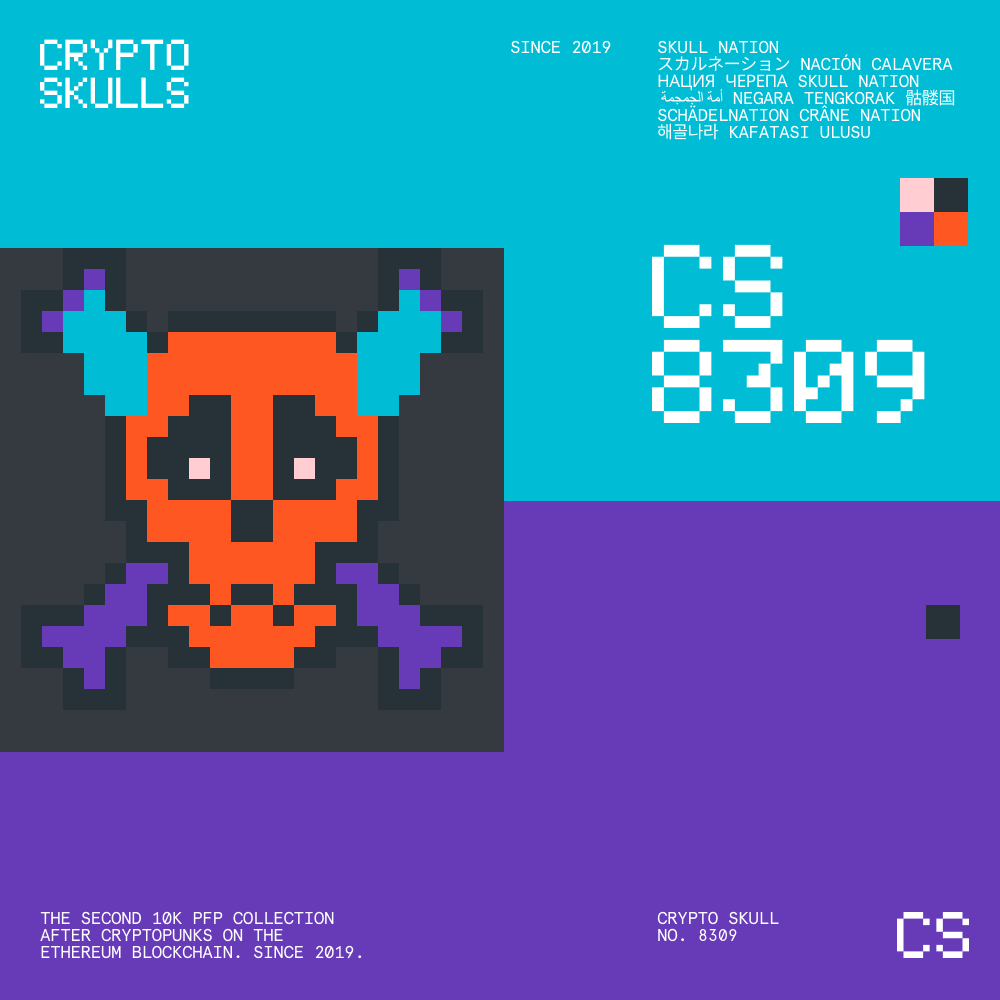 CRYPTO
SKULLS
SINCE 2019
SKULL NATION
スカルネーション NACIÓN CALAVERA
НАЦИЯ ЧЕРЕПА SKULL NATION
أمة الجمجمة NEGARA TENGKORAK 骷髅国
SCHÄDELNATION CRÂNE NATION
해골나라 KAFATASI ULUSU
CS
8309
THE SECOND 10K PFP COLLECTION
AFTER CRYPTOPUNKS ON THE
ETHEREUM BLOCKCHAIN. SINCE 2019.
CRYPTO SKULL
NO. 8309
CS